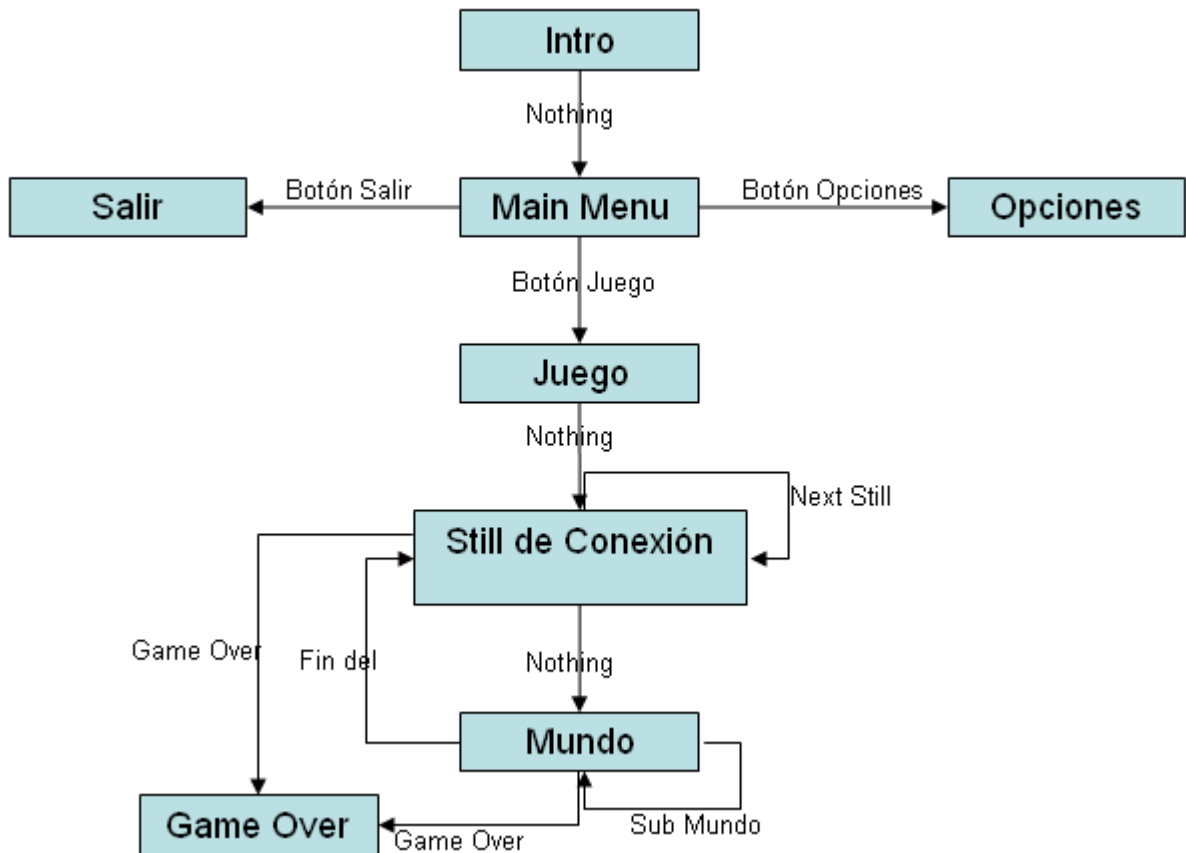 Intro
Nothing
Salir
Botón Salir
Main Menu
Botón Opciones
Opciones
Botón Juego
Juego
Nothing
Next Still
Still de Conexión
Game Over
Fin del
Nothing
Mundo
Sub Mundo
Game Over
Game Over